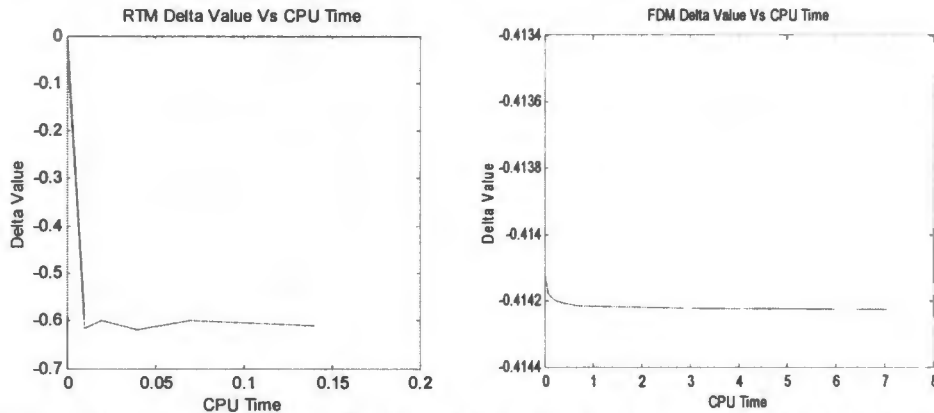 RTM Delta Value Vs CPU Time
0
-0.1
-0.2
-0.3
-0.4
-0.5
-0.6
-0.7
Delta Value
0 0.05 0.1 0.15 0.2
CPU Time
FDM Delta Value Vs CPU Time
-0.4134
-0.4136
-0.4138
-0.414
-0.4142
-0.4144
Delta Value
0 1 2 3 4 5 6 7 8
CPU Time